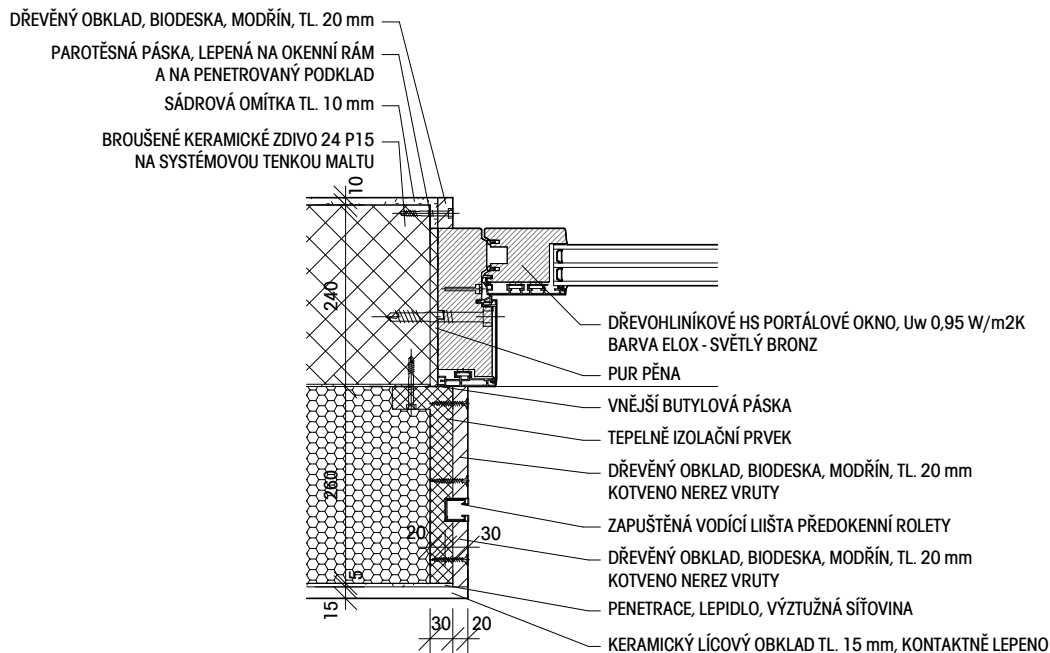 DŘEVĚNÝ OBKLAD, BIODESKA, MODŘÍN, TL. 20 mm
PAROTĚSNÁ PÁSKA, LEPENÁ NA OKENNÍ RÁM
A NA PENETROVANÝ PODKLAD
SÁDROVÁ OMÍTKA TL. 10 mm
BROUŠENÉ KERAMICKÉ ZDIVO 24 P15
NA SYSTÉMOVOU TENKOU MALTU
10
240
DŘEVOHLINÍKOVÉ HS PORTÁLOVÉ OKNO, Uw 0,95 W/m2K
BARVA ELOX - SVĚTLÝ BRONZ
PUR PĚNA
VNĚJŠÍ BUTYLOVÁ PÁSKA
TEPELNĚ IZOLAČNÍ PRVEK
DŘEVĚNÝ OBKLAD, BIODESKA, MODŘÍN, TL. 20 mm
KOTVENO NEREZ VRUTY
260
ZAPUŠTĚNÁ VODÍCÍ LIIŠTA PŘEDOKENNÍ ROLETY
20
30
DŘEVĚNÝ OBKLAD, BIODESKA, MODŘÍN, TL. 20 mm
KOTVENO NEREZ VRUTY
5
15
PENETRACE, LEPIDLO, VÝZTUŽNÁ SÍŤOVINA
30
20
KERAMICKÝ LÍCOVÝ OBKLAD TL. 15 mm, KONTAKTNĚ LEPENO